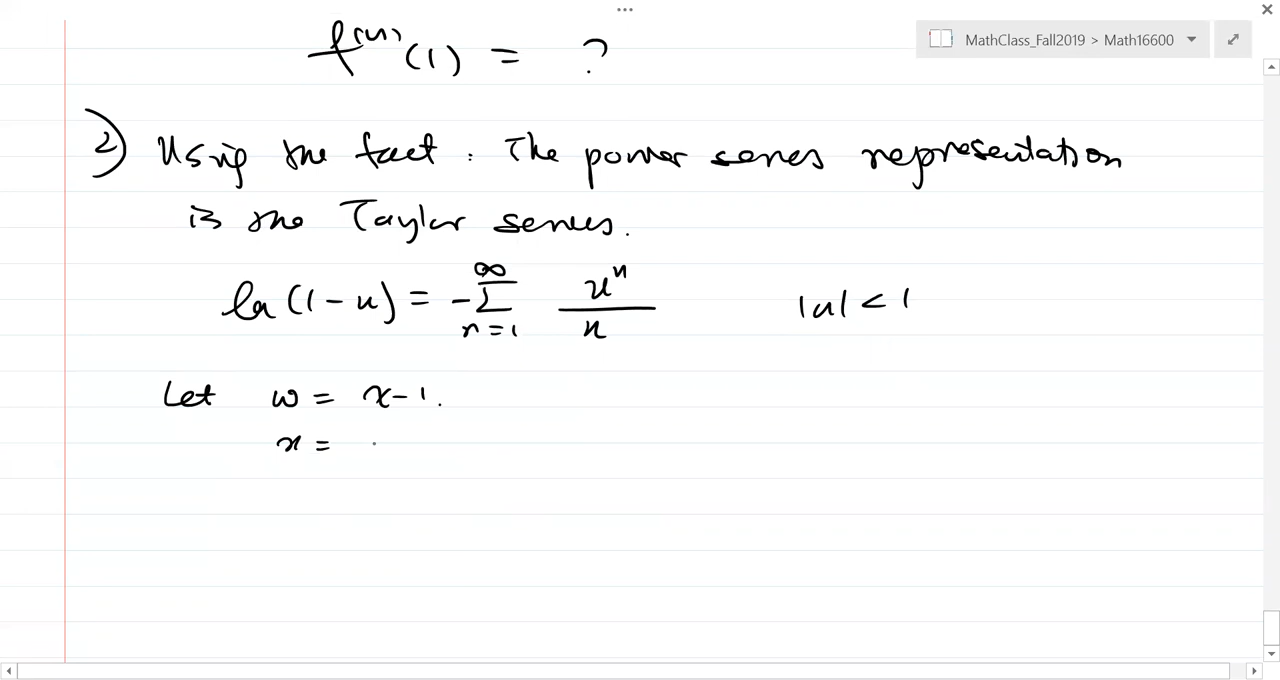 f^(n) (1) = ?
MathClass_Fall2019 > Math16600
2) Using the fact : The power series representation
is the Taylor series.
ln (1 - u) = - ∑_{n=1}^{∞} u^n / n |u| < 1
Let w = x - 1.
x =